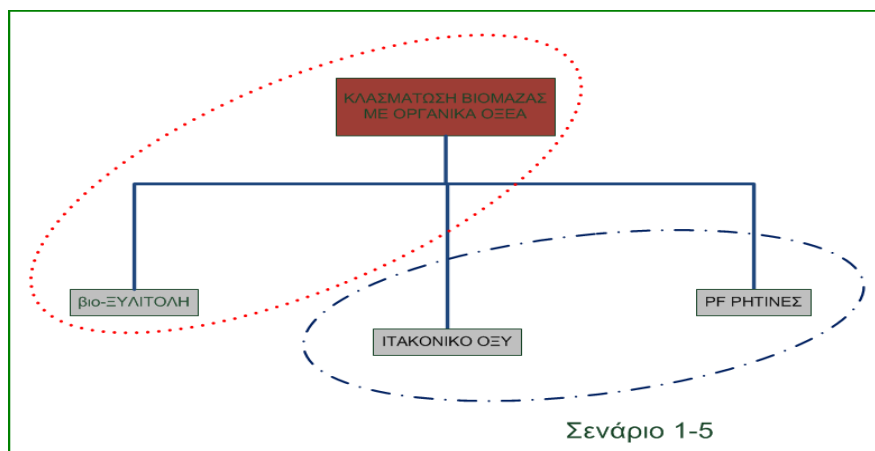 ΚΛΑΣΜΑΤΩΣΗ ΒΙΟΜΑΖΑΣ
ΜΕ ΟΡΓΑΝΙΚΑ ΟΞΕΑ
βιο-ΞΥΛΙΤΟΛΗ
PF ΡΗΤΙΝΕΣ
ΙΤΑΚΟΝΙΚΟ ΟΞΥ
Σενάριο 1-5